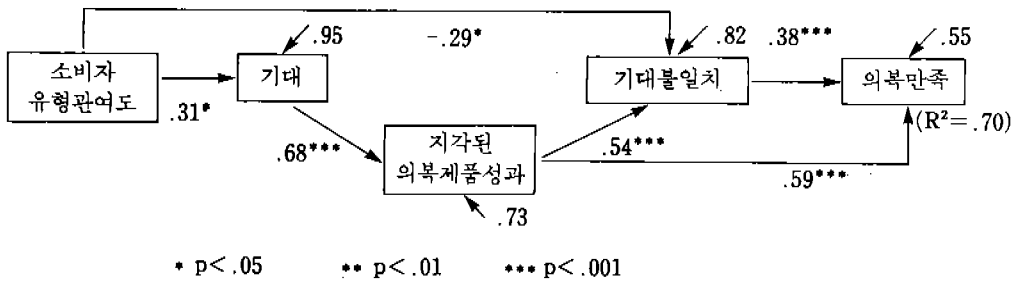 .95
-.29*
.82
.38***
.55
소비자
유형관여도
기대
기대불일치
의복만족
.31*
(R²=.70)
.68***
지각된
의복제품성과
.54***
.59***
.73
* p<.05 ** p<.01 *** p<.001